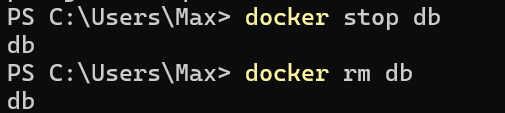 PS C:\Users\Max> docker stop db
db
PS C:\Users\Max> docker rm db
db